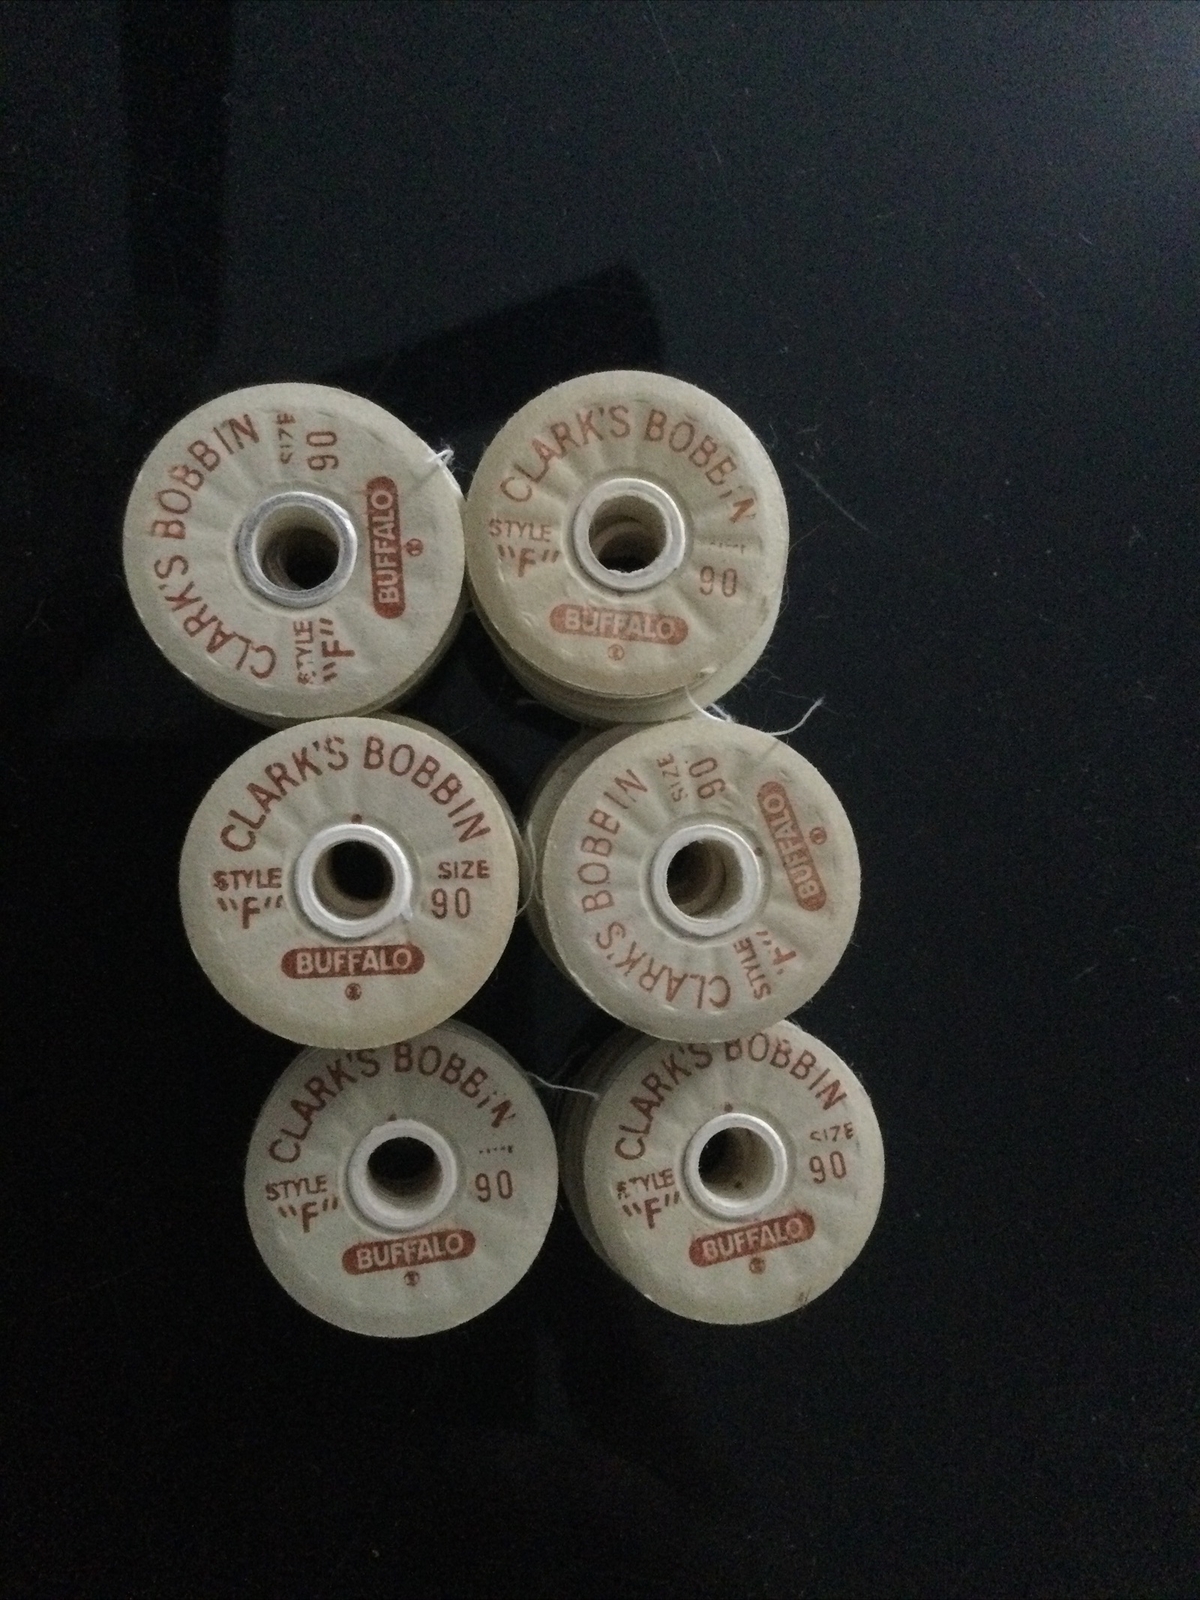 CLARK'S BOBBIN
SIZE
90
STYLE
"F"
BUFFALO
®
CLARK'S BOBBIN
STYLE
"F"
90
BUFFALO
®
CLARK'S BOBBIN
STYLE
"F"
SIZE
90
BUFFALO
®
CLARK'S BOBBIN
SIZE
90
STYLE
"F"
BUFFALO
®
CLARK'S BOBBIN
STYLE
"F"
90
BUFFALO
®
CLARK'S BOBBIN
STYLE
"F"
SIZE
90
BUFFALO
®